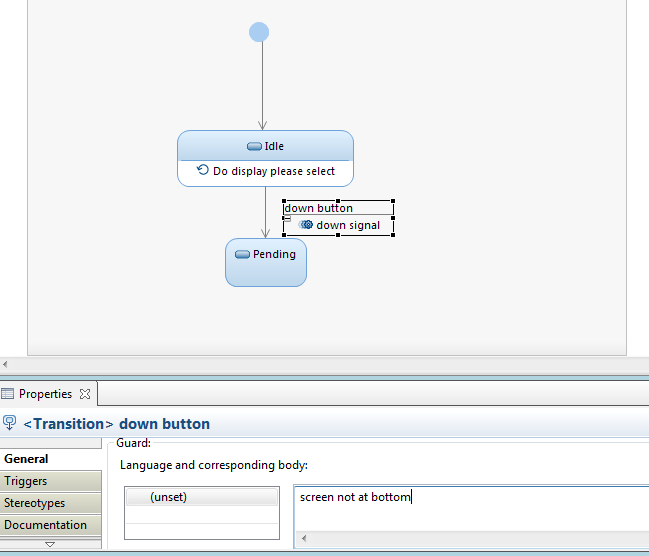 Idle
Do display please select
down button
down signal
Pending
Properties
<Transition> down button
Guard:
General
Language and corresponding body:
Triggers
(unset)
screen not at bottom
Stereotypes
Documentation